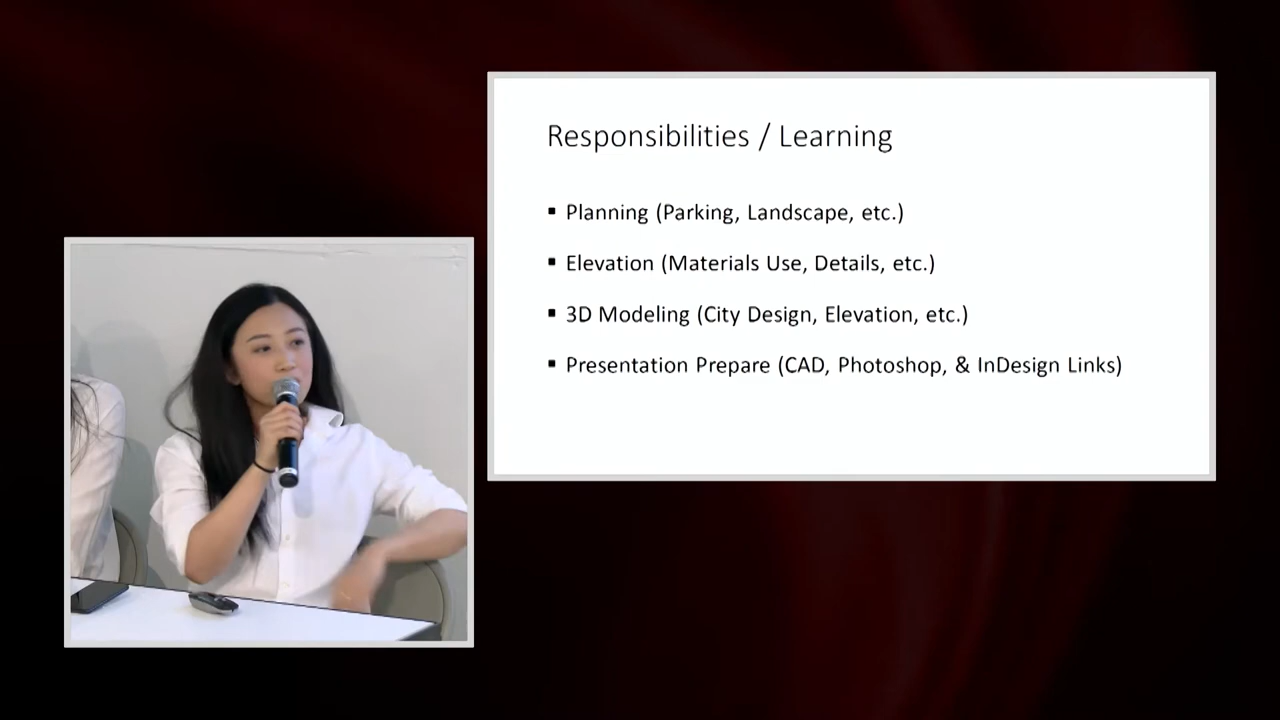 Responsibilities / Learning
▪ Planning (Parking, Landscape, etc.)
▪ Elevation (Materials Use, Details, etc.)
▪ 3D Modeling (City Design, Elevation, etc.)
▪ Presentation Prepare (CAD, Photoshop, & InDesign Links)